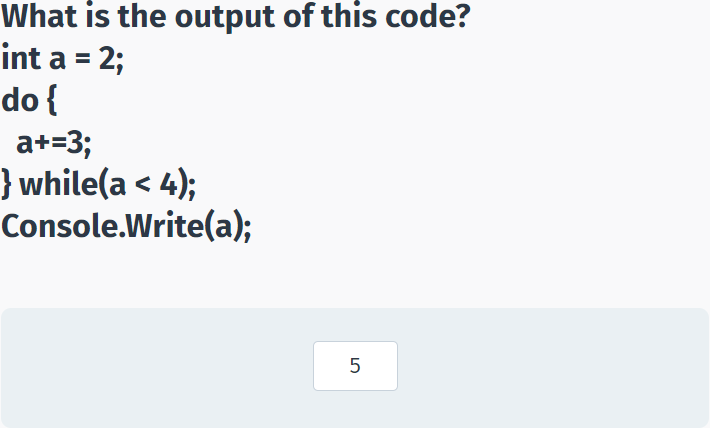 What is the output of this code?
int a = 2;
do {
  a+=3;
} while(a < 4);
Console.Write(a);
5